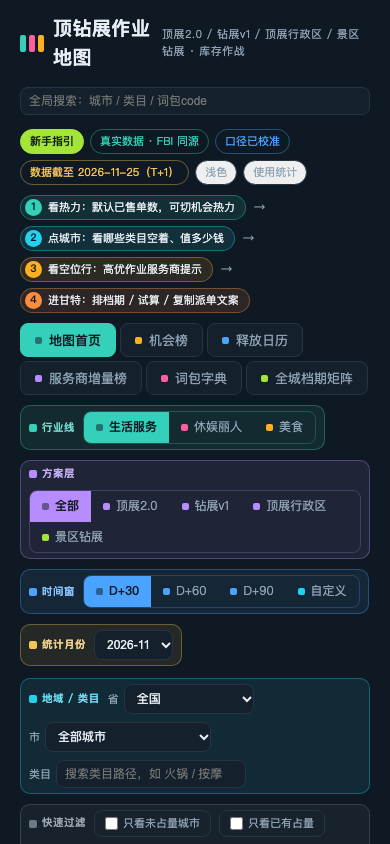 顶钻展作业
地图
顶展2.0 / 钻展v1 / 顶展行政区 / 景区
钻展 · 库存作战
全局搜索：城市 / 类目 / 词包code
新手指引 真实数据 · FBI 同源 口径已校准
数据截至 2026-11-25（T+1） 浅色 使用统计
1 看热力：默认已售单数，可切机会热力 →
2 点城市：看哪些类目空着、值多少钱 →
3 看空位行：高优作业服务商提示 →
4 进甘特：排档期 / 试算 / 复制派单文案
地图首页 机会榜 释放日历
服务商增量榜 词包字典 全城档期矩阵
行业线 生活服务 休娱丽人 美食
方案层
全部 顶展2.0 钻展v1 顶展行政区
景区钻展
时间窗 D+30 D+60 D+90 自定义
统计月份 2026-11
地域 / 类目 省 全国
市 全部城市
类目 搜索类目路径，如 火锅 / 按摩
快速过滤 只看未占量城市 只看已有占量